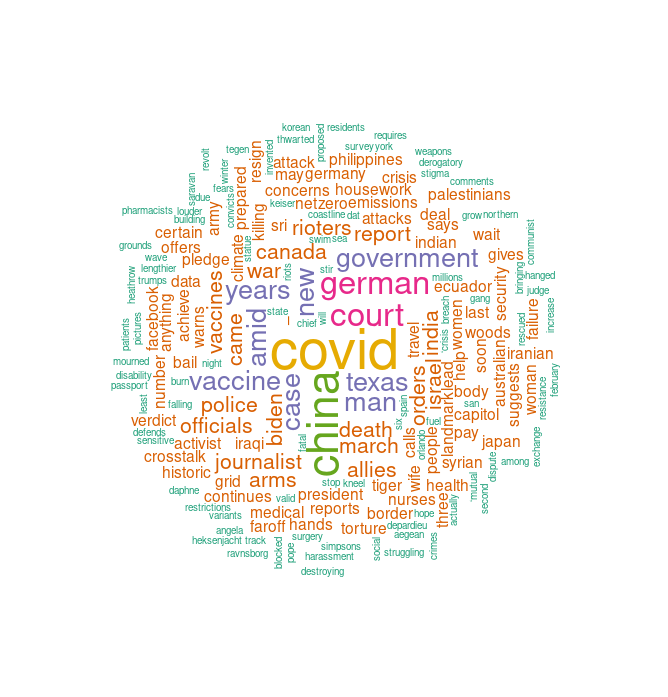 korean residents
thwarted
requires
proposed
surveyyork
tegen
invented
resign
revolt
winter
attack philippines
weapons
derogatory
maygermany
crisis
stigma
comments
saravan
fears
prepared
concerns housework
palestinians
due
convicts
keiser
netzeroemissions
pharmacists louder
building
army
killing
statue
coastline dat
attacks
deal
grow northern
sri rioters
report
says
certain
swim sea
indian
wait
communist
grounds
offers
climate
canada
government
gives
wave
pledge
war
new
stir
german
millions
ecuador
security
bringing
changed
lengthier
heathrow
trumps data
vaccines
years
riots
gang
judge
facebook
anything
achieve
warns
came
amid
i
state
chief
will
court
breach
last
increase
india
women
woods
failure
rescued
patients
pictures
covid
travel
crisis
soon
iranian
mourned
bail night
disability
passport
number
burn
vaccine
case
china
texas
orders
israel
landmark
lead
help
body
australian
suggests
woman
february
resistance
least
falling
police
biden
man
six
spain
fuel
san
capitol
verdict
defends
sensitive
officials
death
calls
orlando
people
pay
japan
exchange
activist iraqi
fatal
march
among
crosstalk
journalist
allies
wife
syrian
dispute
historic
grid arms
stop kneel
tiger
health
mutual
daphne
continues valid president
nurses
three
actually
second
restrictions
variants
medical reports border hope
angela
faroff hands torture
depardieu
aegean
heksenjacht track
surgery
crimes
ravnsborg
blocked
pope
simpsons
harassment
social
struggling
destroying